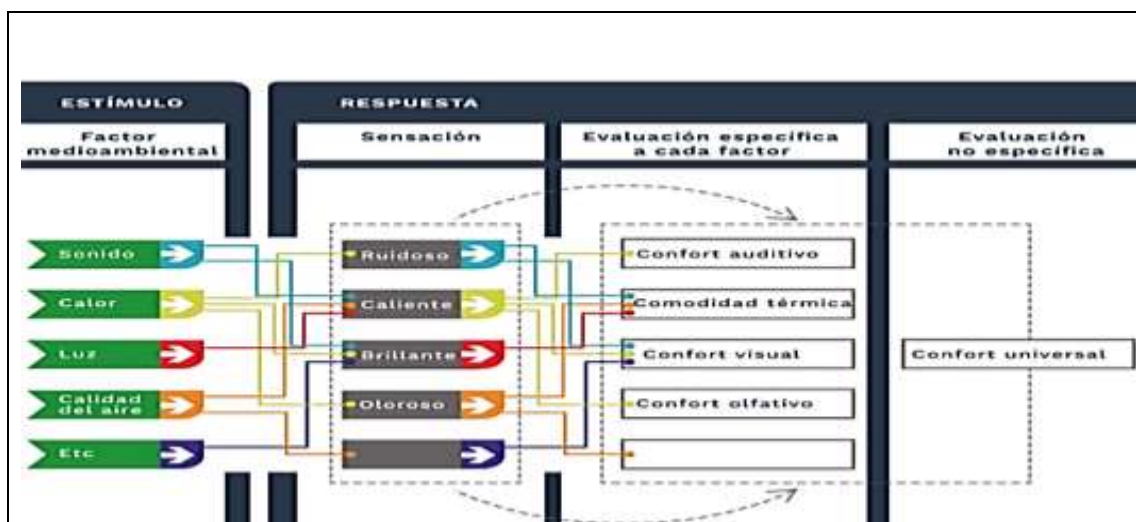 ESTÍMULO
RESPUESTA
Factor
medioambiental
Sensación
Evaluación específica
a cada factor
Evaluación
no específica
Sonido
Ruidoso
Confort auditivo
Calor
Caliente
Comodidad térmica
Luz
Brillante
Confort visual
Confort universal
Calidad
del aire
Oloroso
Confort olfativo
Etc